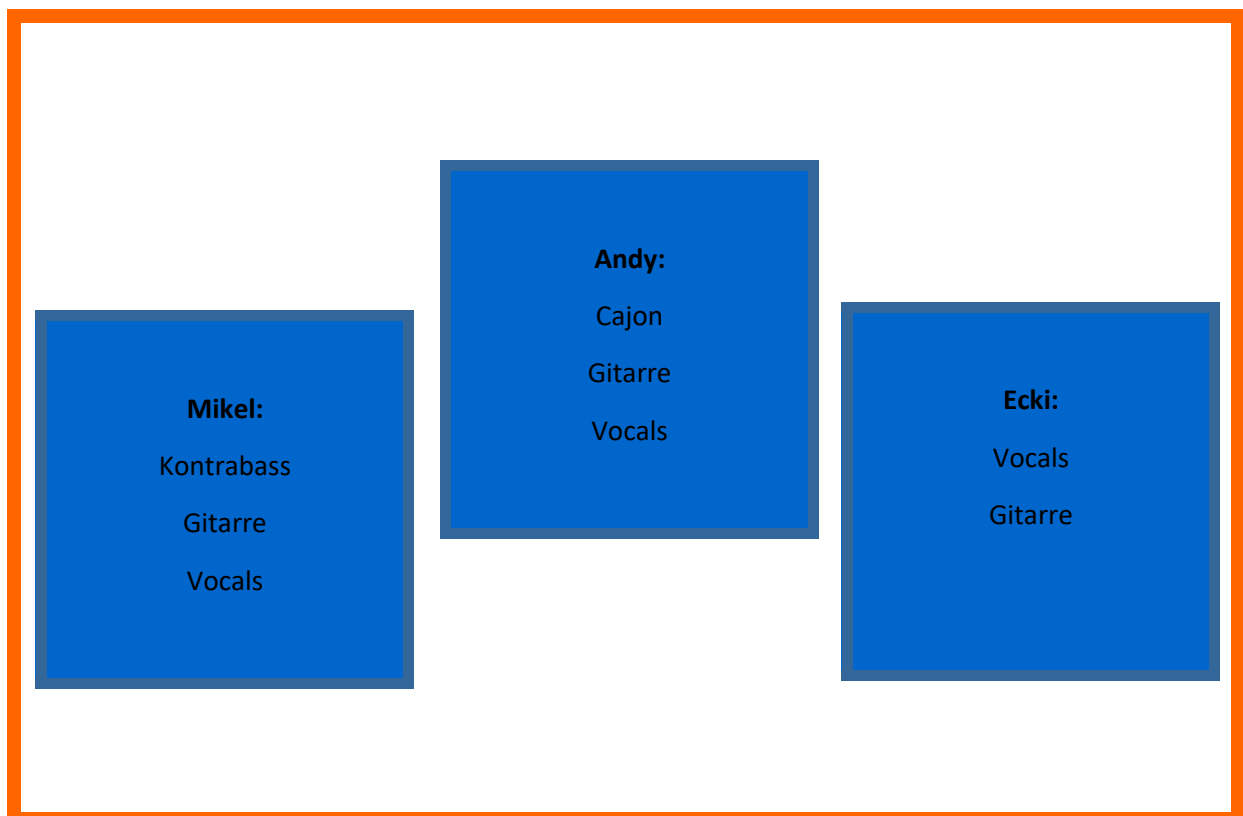 Mikel:
Kontrabass
Gitarre
Vocals
Andy:
Cajon
Gitarre
Vocals
Ecki:
Vocals
Gitarre